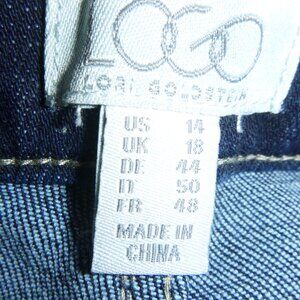 LOGO
LORI GOLDSTEIN
US 14
UK 18
DE 44
IT 50
FR 48
MADE IN
CHINA